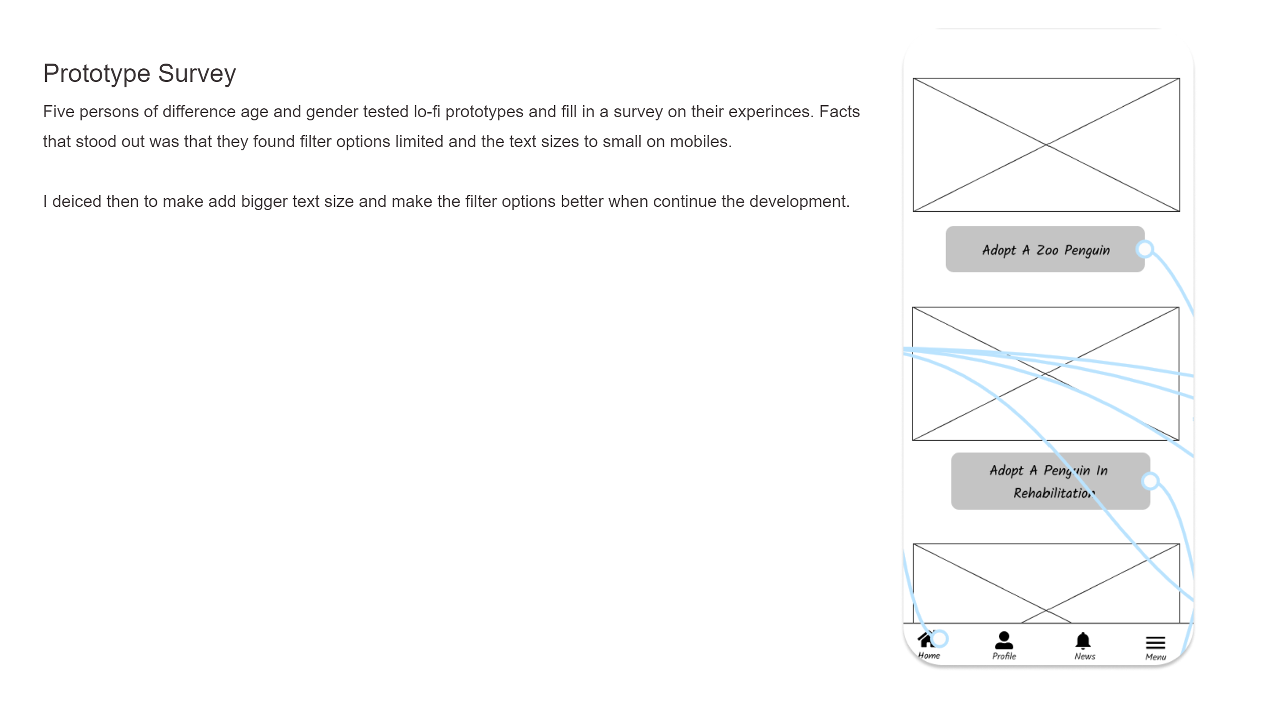 Prototype Survey
Five persons of difference age and gender tested lo-fi prototypes and fill in a survey on their experinces. Facts
that stood out was that they found filter options limited and the text sizes to small on mobiles.
I deiced then to make add bigger text size and make the filter options better when continue the development.
Adopt A Zoo Penguin
Adopt A Penguin In
Rehabilitation
Home
Profile
News
Menu